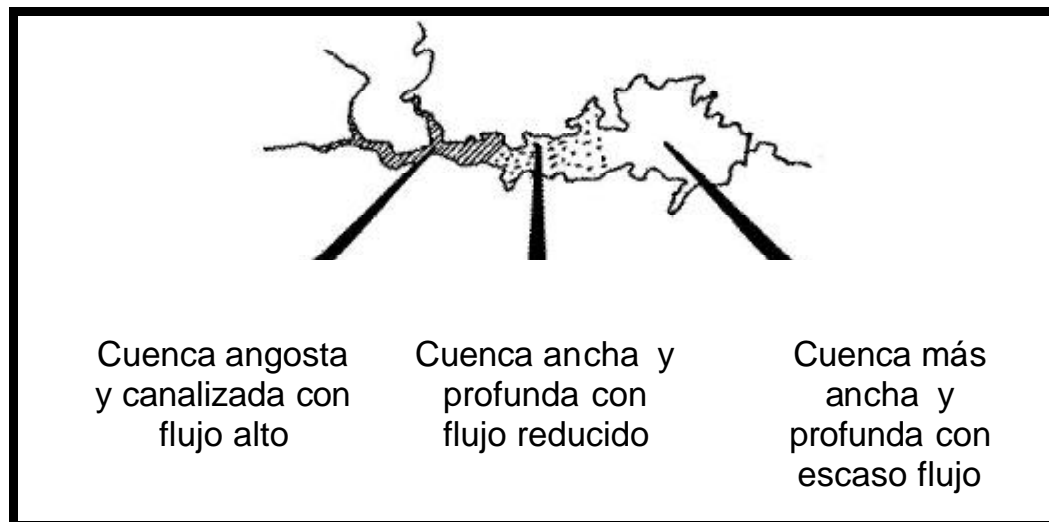 Cuenca angosta
y canalizada con
flujo alto
Cuenca ancha y
profunda con
flujo reducido
Cuenca más
ancha y
profunda con
escaso flujo